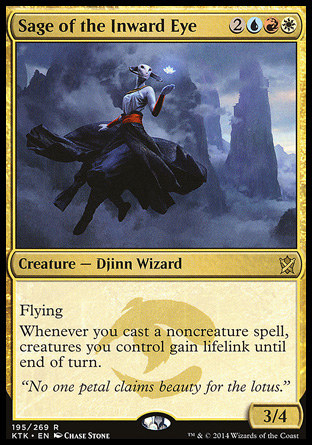 Sage of the Inward Eye 2
Creature — Djinn Wizard
Flying
Whenever you cast a noncreature spell,
creatures you control gain lifelink until
end of turn.
“No one petal claims beauty for the lotus.”
3/4
195/269 R
KTK • EN Chase Stone
™ & © 2014 Wizards of the Coast